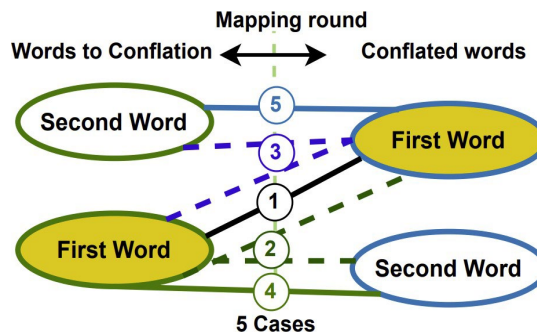 Mapping round
Words to Conflation
Conflated words
5
Second Word
First Word
3
1
First Word
2
Second Word
4
5 Cases